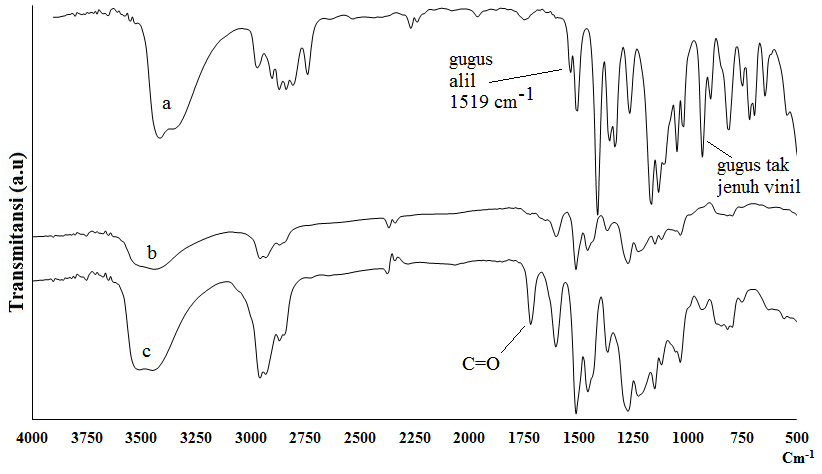 gugus
alil
1519 cm-1
a
gugus tak
jenuh vinil
b
c
C=O
Transmitansi (a.u)
4000 3750 3500 3250 3000 2750 2500 2250 2000 1750 1500 1250 1000 750 500
Cm-1